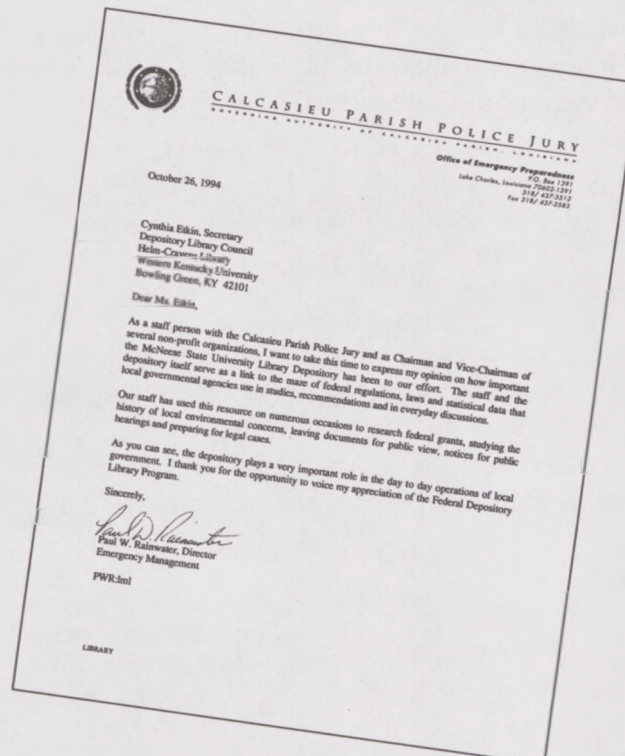 CALCASIEU PARISH POLICE JURY
GOVERNING AUTHORITY OF CALCASIEU PARISH, LOUISIANA
Office of Emergency Preparedness
P.O. Box 1391
Lake Charles, Louisiana 70602-1391
318/ 437-3512
Fax 318/ 437-3583
October 26, 1994
Cynthia Etkin, Secretary
Depository Library Council
Helm-Cravens Library
Western Kentucky University
Bowling Green, KY 42101
Dear Ms. Etkin,
As a staff person with the Calcasieu Parish Police Jury and as Chairman and Vice-Chairman of
several non-profit organizations, I want to take this time to express my opinion on how important
the McNeese State University Library Depository has been to our effort. The staff and the
depository itself serve as a link to the maze of federal regulations, laws and statistical data that
local governmental agencies use in studies, recommendations and in everyday discussions.
Our staff has used this resource on numerous occasions to research federal grants, studying the
history of local environmental concerns, leaving documents for public view, notices for public
hearings and preparing for legal cases.
As you can see, the depository plays a very important role in the day to day operations of local
government. I thank you for the opportunity to voice my appreciation of the Federal Depository
Library Program.
Sincerely,
Paul W. Rainwater
Paul W. Rainwater, Director
Emergency Management
PWR:lml
LIBRARY